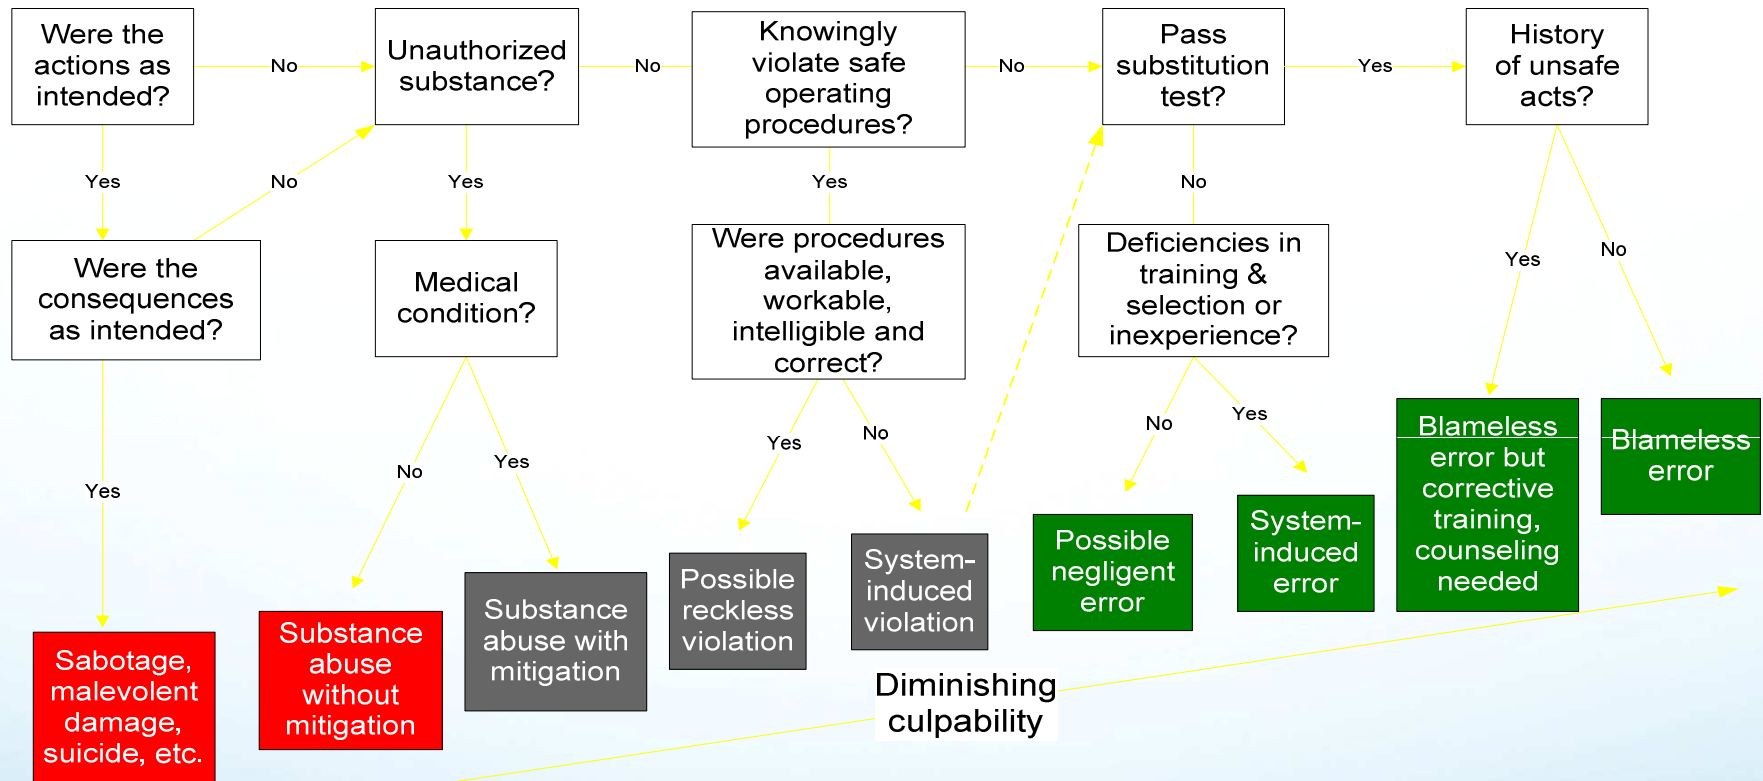 Were the
actions as
intended?
No
Unauthorized
substance?
No
Knowingly
violate safe
operating
procedures?
No
Pass
substitution
test?
Yes
History
of unsafe
acts?
Yes
No
Yes
Yes
No
Yes
No
Were the
consequences
as intended?
Medical
condition?
Were procedures
available,
workable,
intelligible and
correct?
Deficiencies in
training &
selection or
inexperience?
Yes
No
Yes
Yes
No
No
Yes
Sabotage,
malevolent
damage,
suicide, etc.
Substance
abuse
without
mitigation
Substance
abuse with
mitigation
Possible
reckless
violation
System-
induced
violation
Possible
negligent
error
System-
induced
error
Blameless
error but
corrective
training,
counseling
needed
Blameless
error
Diminishing
culpability